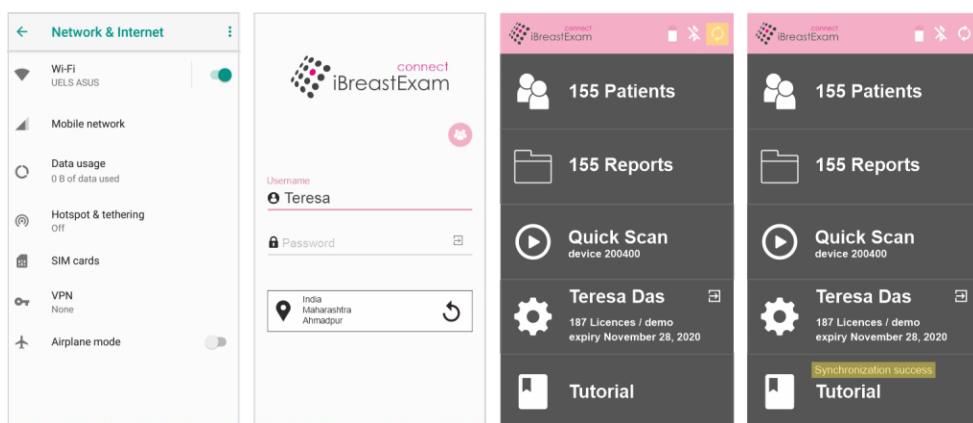 Network & Internet
Wi-Fi
UELS ASUS
Mobile network
Data usage
0 B of data used
Hotspot & tethering
Off
SIM cards
VPN
None
Airplane mode
connect
iBreastExam
Username
Teresa
Password
India
Maharashtra
Ahmadpur
connect
iBreastExam
155 Patients
155 Reports
Quick Scan
device 200400
Teresa Das
187 Licences / demo
expiry November 28, 2020
Tutorial
connect
iBreastExam
155 Patients
155 Reports
Quick Scan
device 200400
Teresa Das
187 Licences / demo
expiry November 28, 2020
Synchronization success
Tutorial